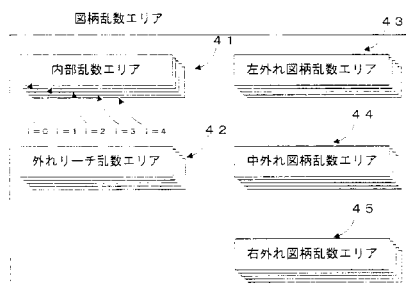 図柄乱数エリア
41
43
内部乱数エリア
左外れ図柄乱数エリア
i=0 i=1 i=2 i=3 i=4
42
44
外れリーチ乱数エリア
中外れ図柄乱数エリア
45
右外れ図柄乱数エリア